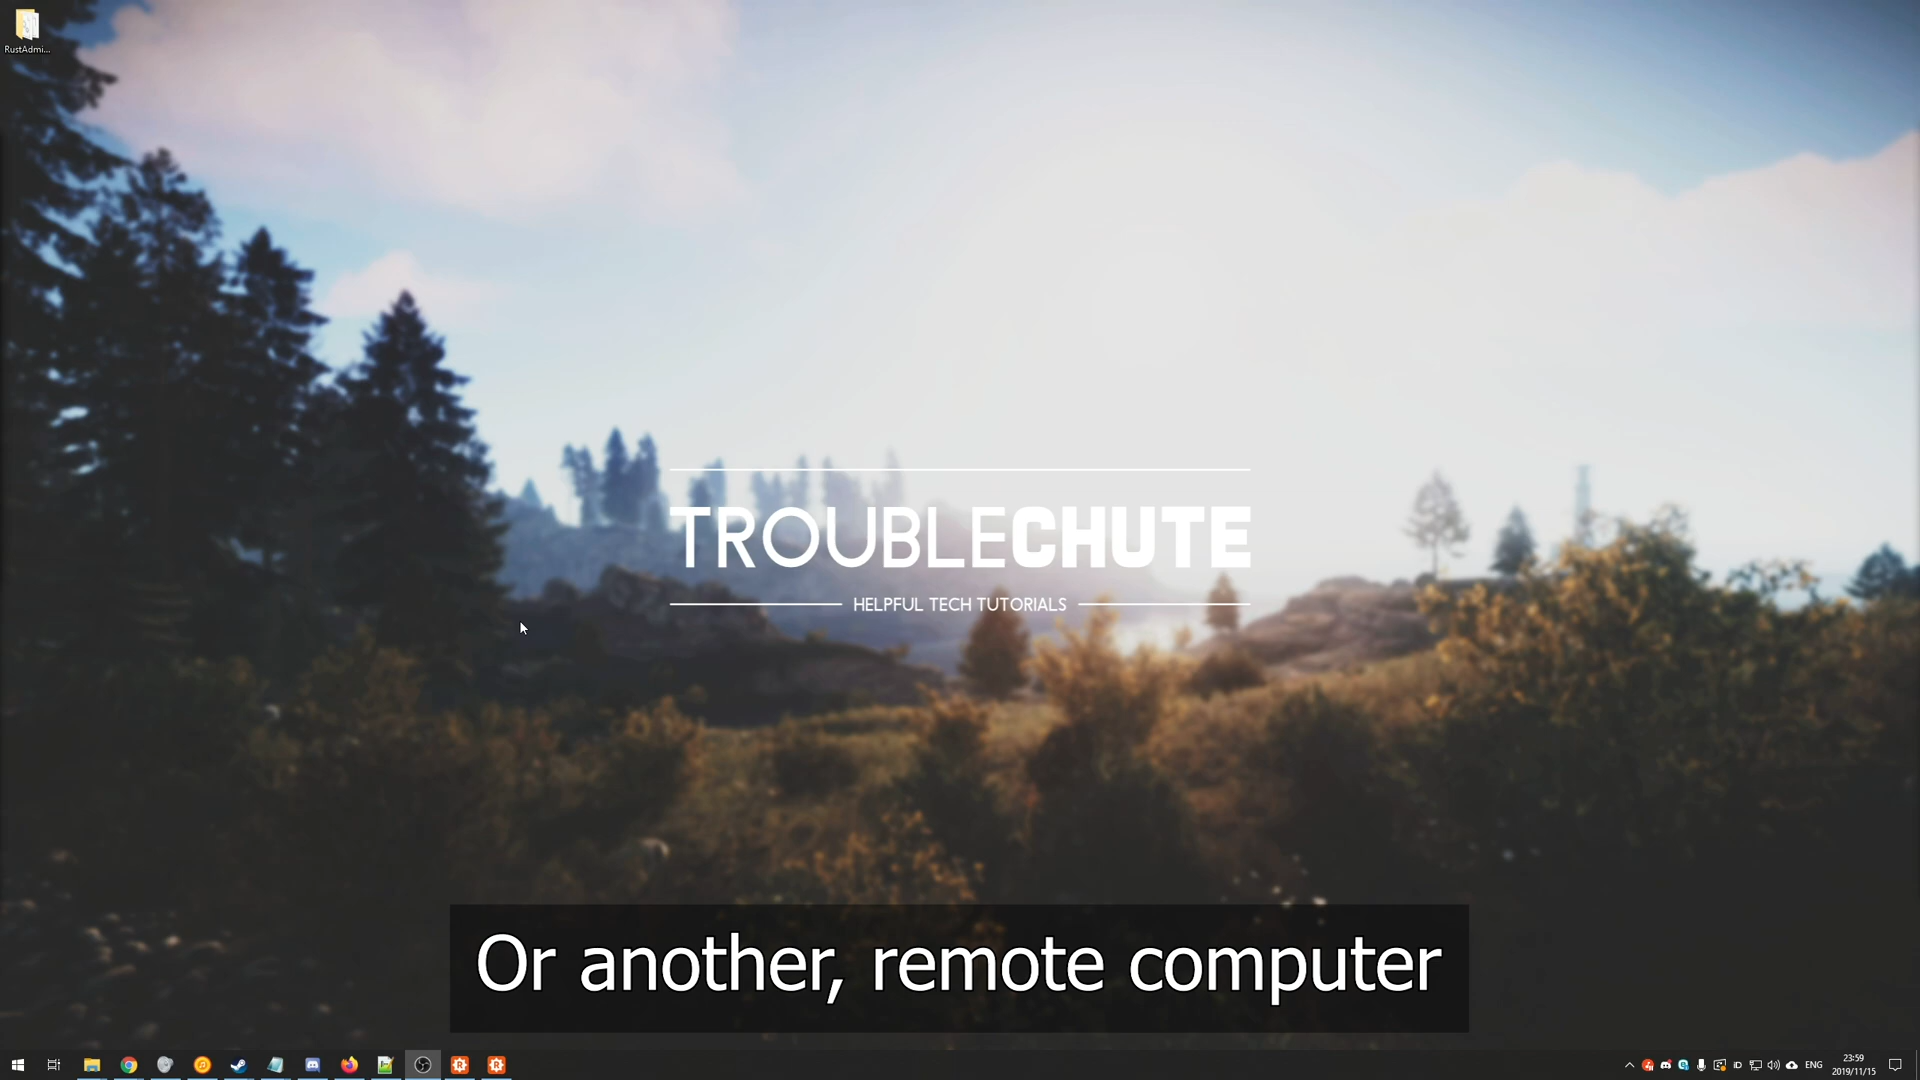 RustAdmi...
TROUBLECHUTE
HELPFUL TECH TUTORIALS
Or another, remote computer
ENG
23:59
2019/11/15